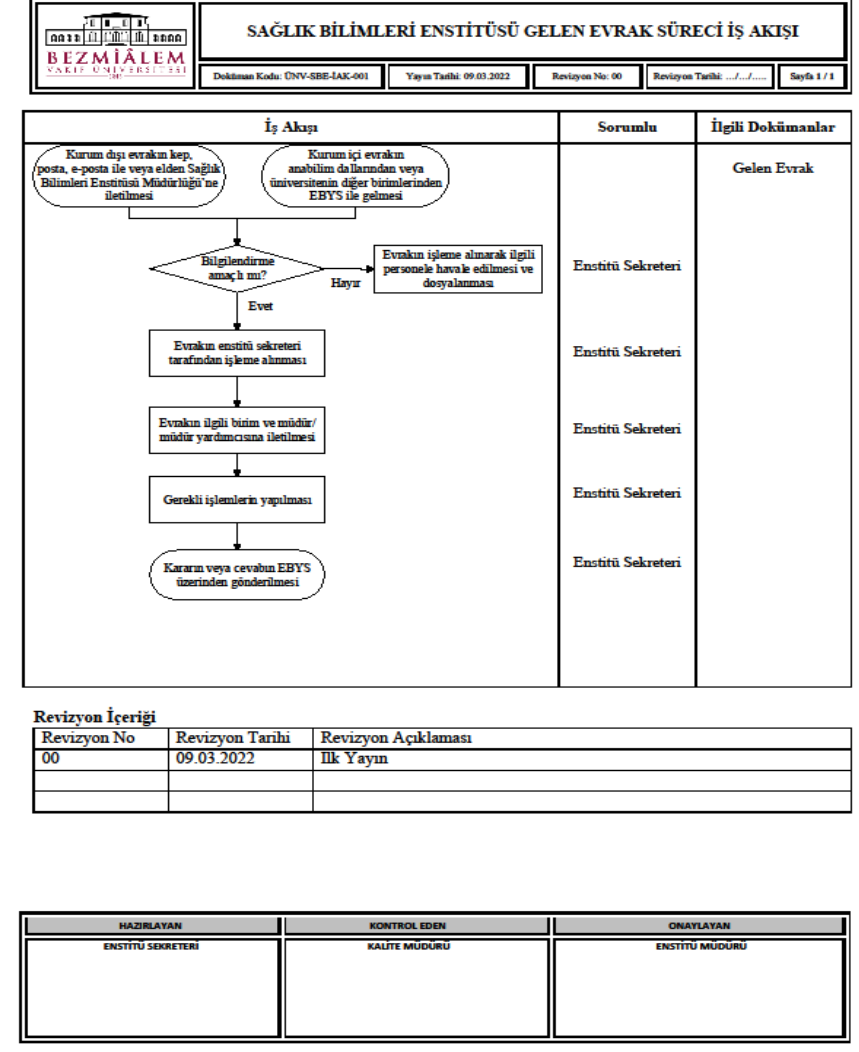 SAĞLIK BİLİMLERİ ENSTİTÜSÜ GELEN EVRAK SÜRECİ İŞ AKIŞI
BEZMİÂLEM
VAKIF ÜNİVERSİTESİ
Doküman Kodu: ÜNV-SBE-İAK-001
Yayın Tarihi: 09.03.2022
Revizyon No: 00
Revizyon Tarihi: .../.../.....
Sayfa 1 / 1
İş Akışı
Sorumlu
İlgili Dokümanlar
Kurum dışı evrakın kep,
posta, e-posta ile veya elden Sağlık
Bilimleri Enstitüsü Müdürlüğü'ne
iletilmesi
Kurum içi evrakın
anabilim dallarından veya
üniversitenin diğer birimlerinden
EBYS ile gelmesi
Gelen Evrak
Bilgilendirme
amaçlı mı?
Hayır
Evrakın işleme alınarak ilgili
personele havale edilmesi ve
dosyalanması
Enstitü Sekreteri
Evet
Evrakın enstitü sekreteri
tarafından işleme alınması
Enstitü Sekreteri
Evrakın ilgili birim ve müdür/
müdür yardımcısına iletilmesi
Enstitü Sekreteri
Gerekli işlemlerin yapılması
Enstitü Sekreteri
Kararın veya cevabın EBYS
üzerinden gönderilmesi
Enstitü Sekreteri
Revizyon İçeriği
Revizyon No
Revizyon Tarihi
Revizyon Açıklaması
00
09.03.2022
İlk Yayın
HAZIRLAYAN
KONTROL EDEN
ONAYLAYAN
ENSTİTÜ SEKRETERİ
KALİTE MÜDÜRÜ
ENSTİTÜ MÜDÜRÜ